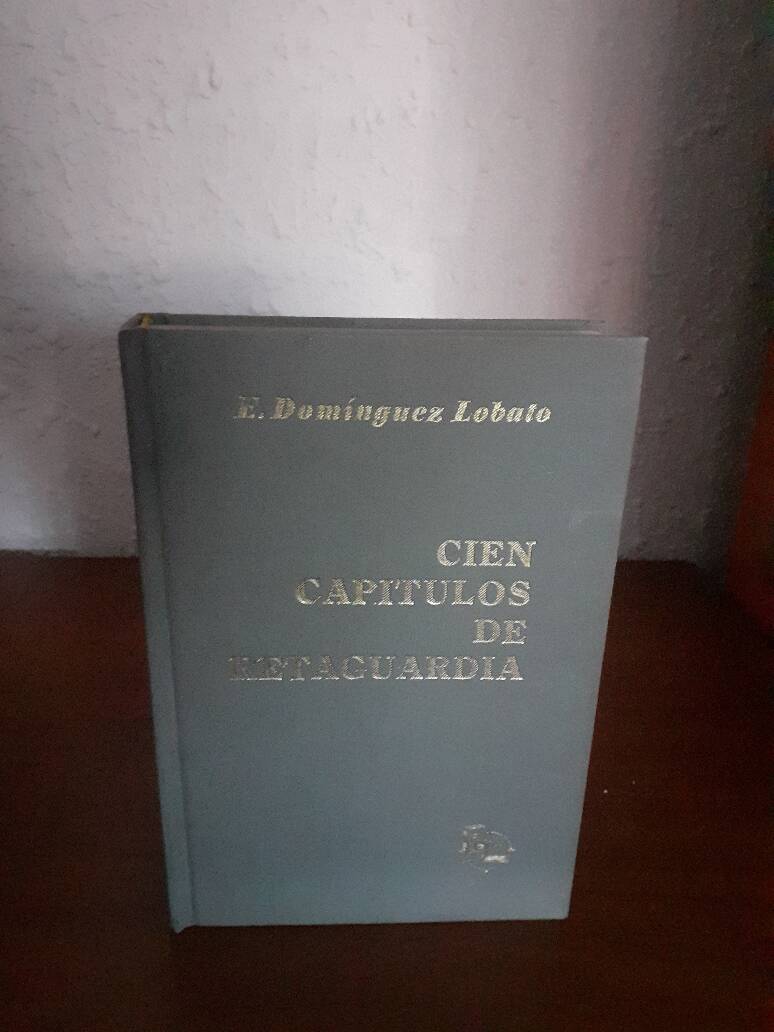 E. Domínguez Lobato
CIEN
CAPITULOS
DE
RETAGUARDIA